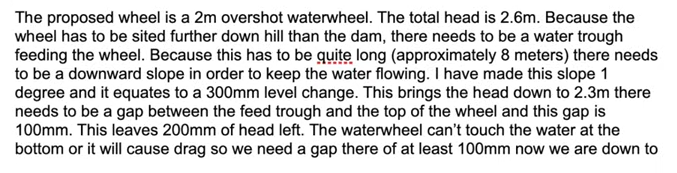 The proposed wheel is a 2m overshot waterwheel. The total head is 2.6m. Because the
wheel has to be sited further down hill than the dam, there needs to be a water trough
feeding the wheel. Because this has to be quite long (approximately 8 meters) there needs
to be a downward slope in order to keep the water flowing. I have made this slope 1
degree and it equates to a 300mm level change. This brings the head down to 2.3m there
needs to be a gap between the feed trough and the top of the wheel and this gap is
100mm. This leaves 200mm of head left. The waterwheel can't touch the water at the
bottom or it will cause drag so we need a gap there of at least 100mm now we are down to